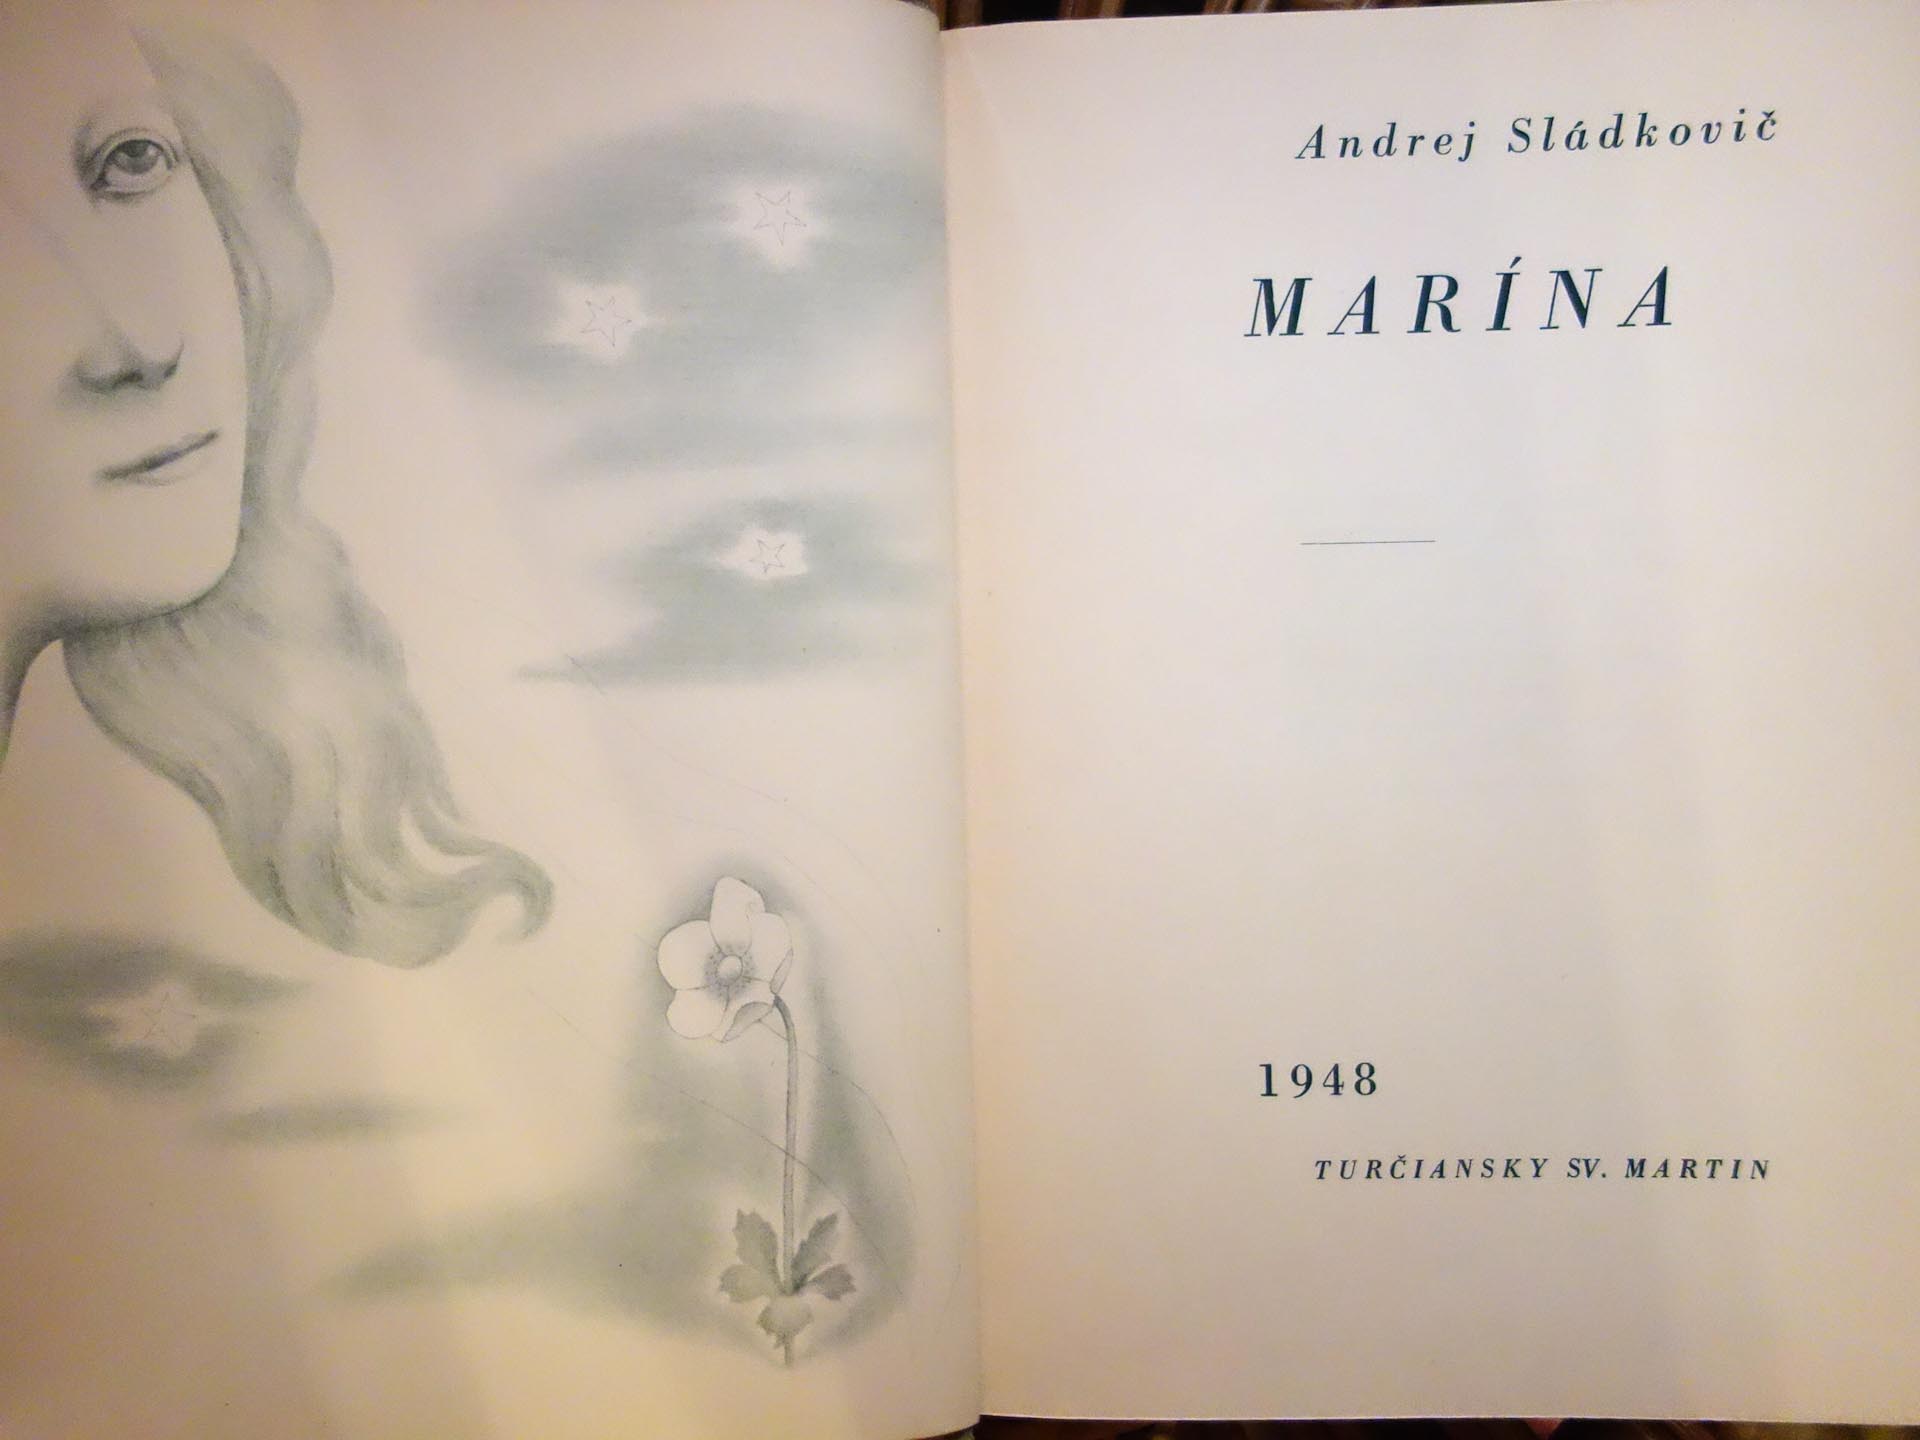 Andrej Sládkovič
MARÍNA
1948
TURČIANSKY SV. MARTIN